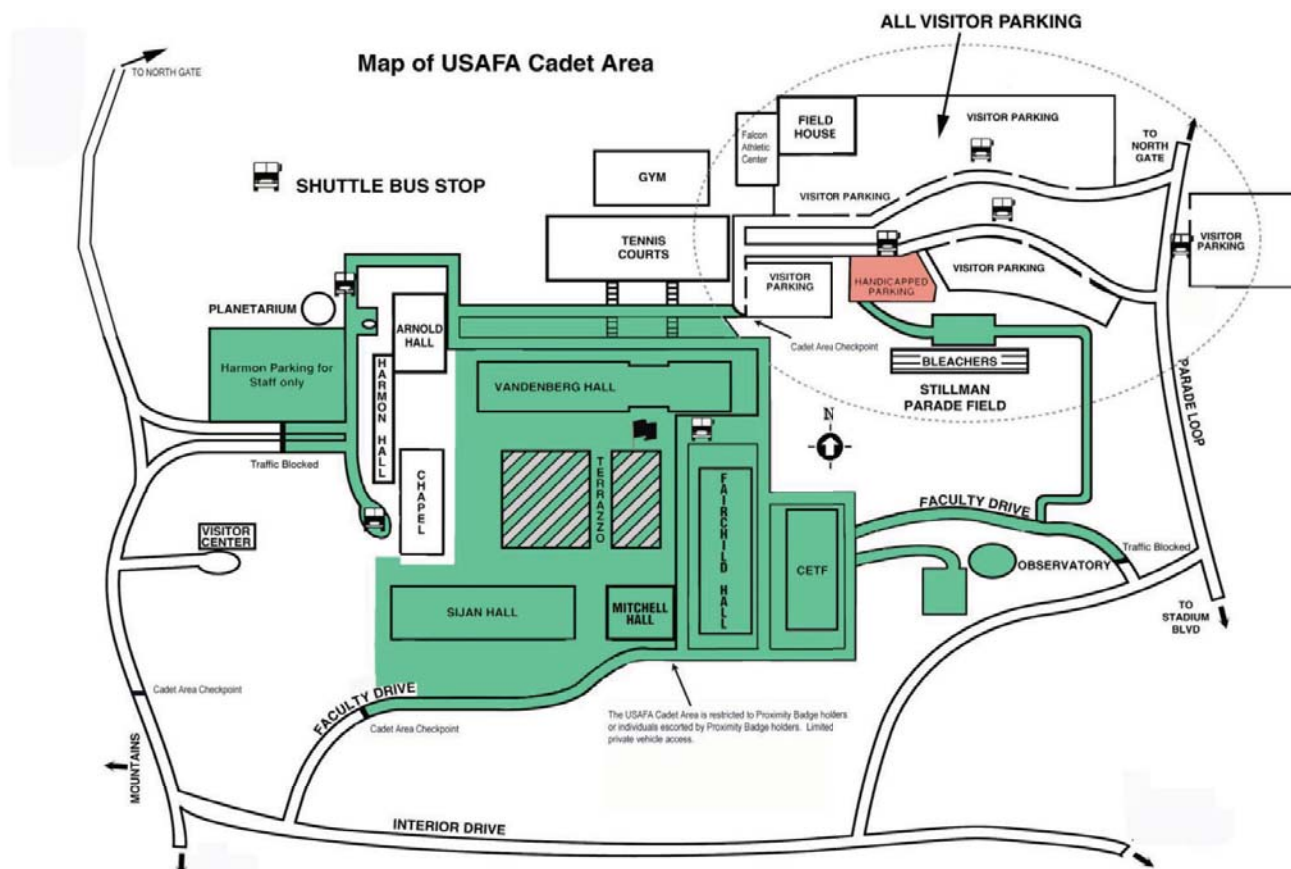 ALL VISITOR PARKING
Map of USAFA Cadet Area
TO NORTH GATE
SHUTTLE BUS STOP
GYM
Falcon
Athletic
Center
FIELD
HOUSE
VISITOR PARKING
VISITOR PARKING
TO
NORTH
GATE
TENNIS
COURTS
VISITOR
PARKING
HANDICAPPED
PARKING
VISITOR PARKING
VISITOR
PARKING
PLANETARIUM
ARNOLD
HALL
Cadet Area Checkpoint
BLEACHERS
STILLMAN
PARADE FIELD
PARADE LOOP
Harmon Parking for
Staff only
HARMON HALL
VANDENBERG HALL
N
Traffic Blocked
CHAPEL
TERRAZZO
FAIRCHILD HALL
FACULTY DRIVE
VISITOR
CENTER
CETF
OBSERVATORY
Traffic Blocked
SIJAN HALL
MITCHELL
HALL
TO
STADIUM
BLVD
Cadet Area Checkpoint
FACULTY DRIVE
Cadet Area Checkpoint
The USAFA Cadet Area is restricted to Proximity Badge holders
or individuals escorted by Proximity Badge holders. Limited
private vehicle access.
MOUNTAINS
INTERIOR DRIVE